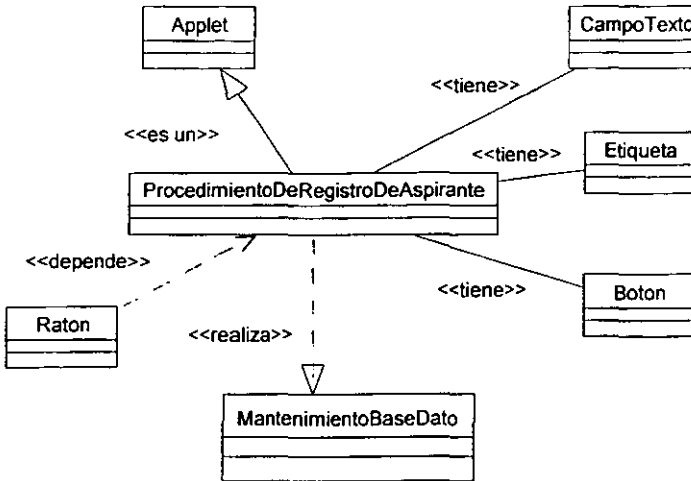 Applet
CampoTexto
<<tiene>>
<<es un>>
<<tiene>>
Etiqueta
ProcedimientoDeRegistroDeAspirante
<<depende>>
<<tiene>>
Boton
Raton
<<realiza>>
MantenimientoBaseDato